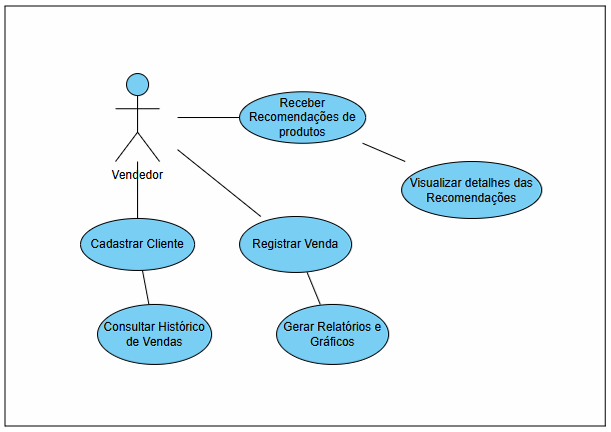 Receber
Recomendações de
produtos
Vendedor
Visualizar detalhes das
Recomendações
Cadastrar Cliente
Registrar Venda
Consultar Histórico
de Vendas
Gerar Relatórios e
Gráficos